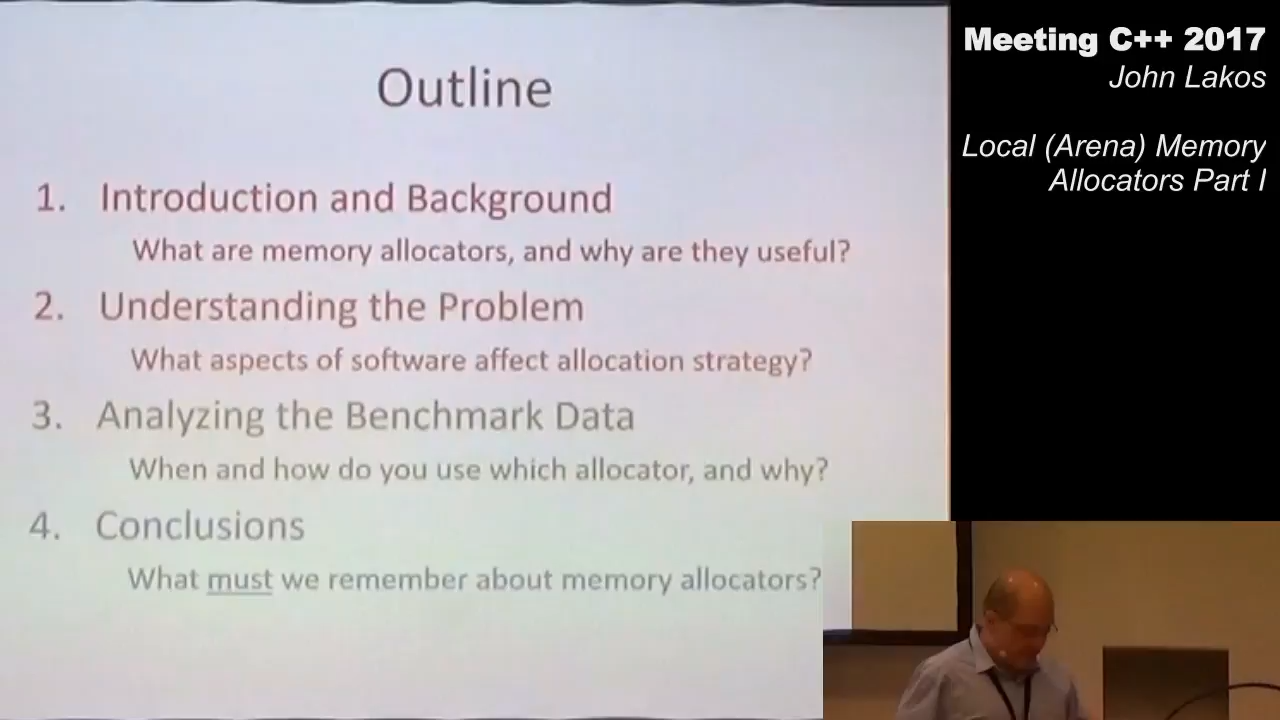 Outline
1. Introduction and Background
What are memory allocators, and why are they useful?
2. Understanding the Problem
What aspects of software affect allocation strategy?
3. Analyzing the Benchmark Data
When and how do you use which allocator, and why?
4. Conclusions
What must we remember about memory allocators?
Meeting C++ 2017
John Lakos
Local (Arena) Memory
Allocators Part I